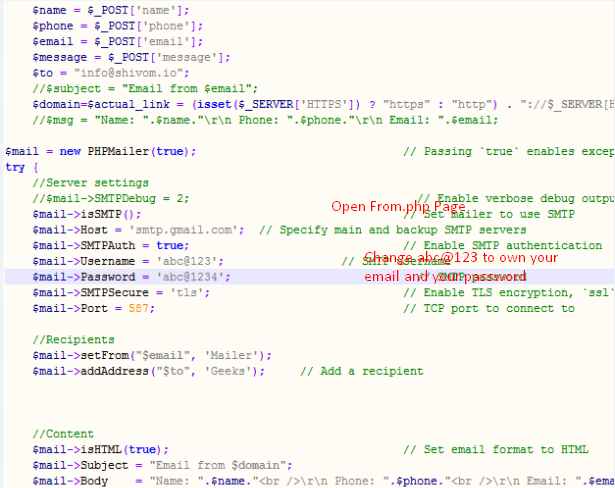 $name = $_POST['name'];
$phone = $_POST['phone'];
$email = $_POST['email'];
$message = $_POST['message'];
$to = "info@shivom.io";
//$subject = "Email from $email";
$domain=$actual_link = (isset($_SERVER['HTTPS']) ? "https" : "http") . "://$_SERVER[H
//$msg = "Name: ".$name."\r\n Phone: ".$phone."\r\n Email: ".$email;
$mail = new PHPMailer(true); // Passing `true` enables excep
try {
//Server settings
//$mail->SMTPDebug = 2; // Enable verbose debug outpu
Open From.php Page
$mail->isSMTP(); // Set mailer to use SMTP
$mail->Host = 'smtp.gmail.com'; // Specify main and backup SMTP servers
$mail->SMTPAuth = true; // Enable SMTP authentication
Change abc@123 to own your
$mail->Username = 'abc@123'; // SMTP username
email and your password
$mail->Password = 'abc@1234'; // SMTP password
$mail->SMTPSecure = 'tls'; // Enable TLS encryption, `ssl`
$mail->Port = 587; // TCP port to connect to
//Recipients
$mail->setFrom("$email", 'Mailer');
$mail->addAddress("$to", 'Geeks'); // Add a recipient
//Content
$mail->isHTML(true); // Set email format to HTML
$mail->Subject = "Email from $domain";
$mail->Body = "Name: ".$name."<br />\r\n Phone: ".$phone."<br />\r\n Email: ".$ema